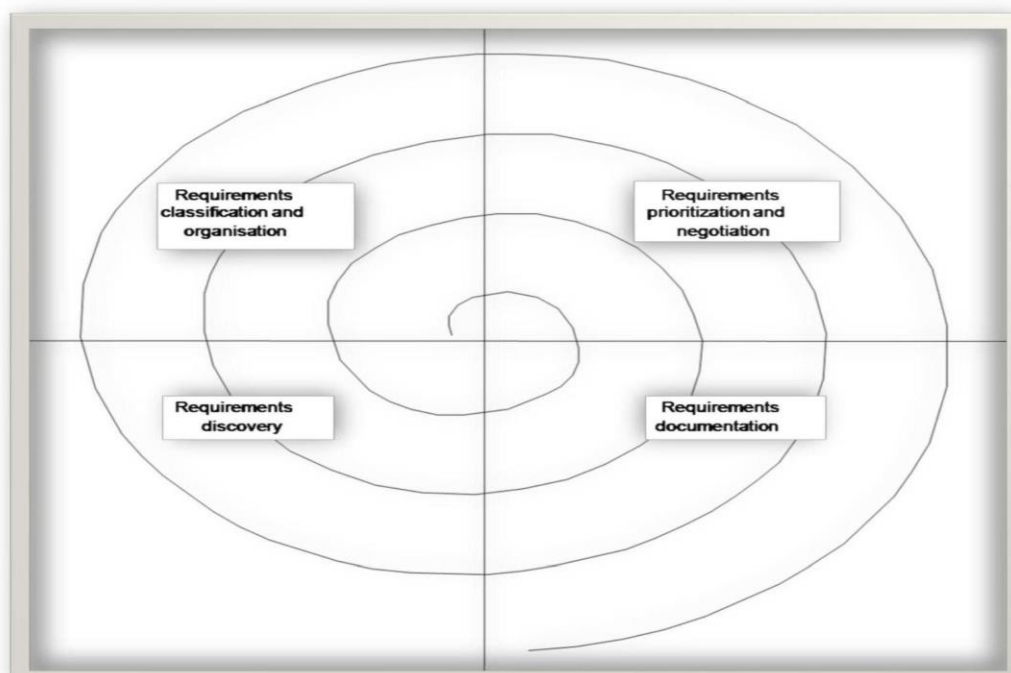 Requirements
classification and
organisation
Requirements
prioritization and
negotiation
Requirements
discovery
Requirements
documentation